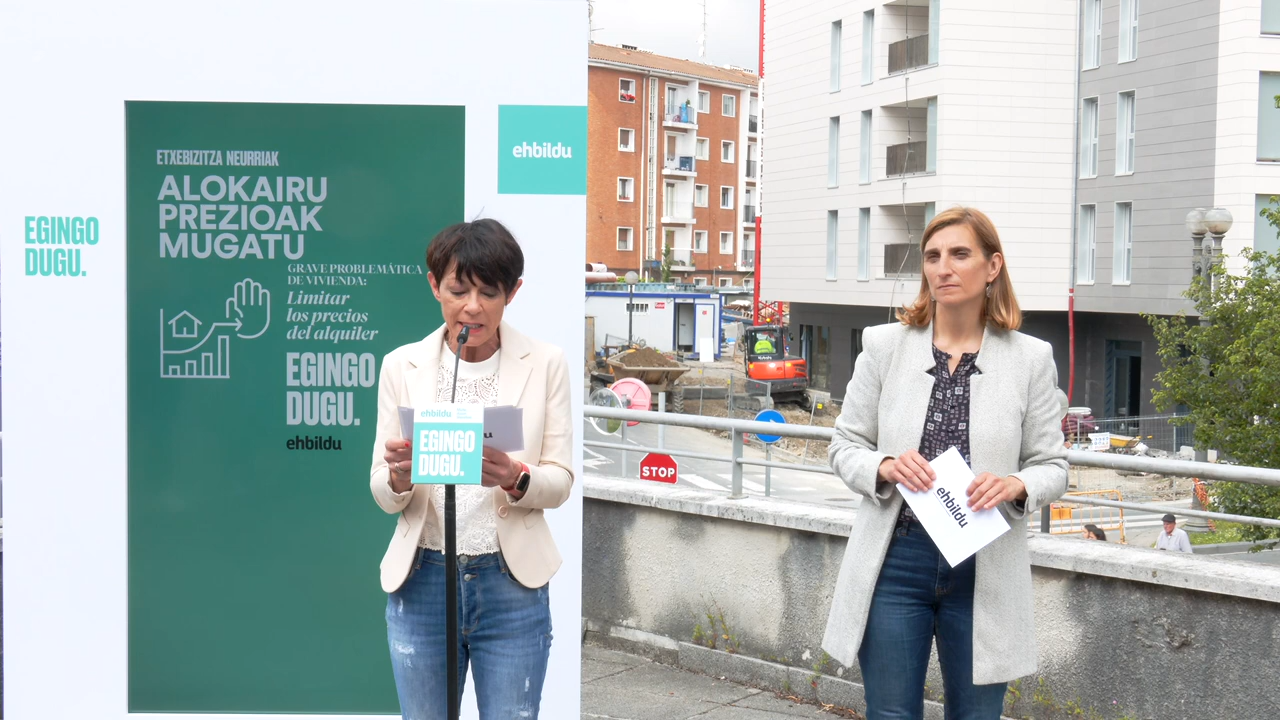 EGINGO
DUGU.
ETXEBIZITZA NEURRIAK
ALOKAIRU
PREZIOAK
MUGATU
GRAVE PROBLEMÁTICA
DE VIVIENDA:
Limitar
los precios
del alquiler
EGINGO
DUGU.
ehbildu
ehbildu
ehbildu
EGINGO
DUGU.
STOP
ehbildu